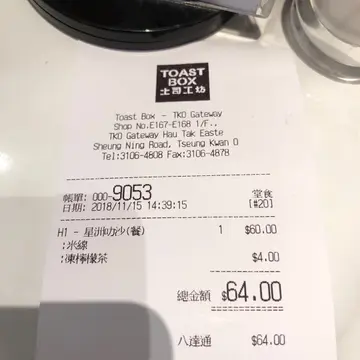 TOAST
BOX
土司工坊
Toast Box - TKO Gateway
Shop No.E167-E168 1/F.,
TKO Gateway Hau Tak Easte
Sheung Ning Road, Tseung Kwan O
Tel:3106-4808 Fax:3106-4878
帳單: 000-9053 堂食
日期: 2018/11/15 14:39:15 [#20]
H1 - 星洲叻沙(餐) 1 $60.00
:米線
:凍檸檬茶 $4.00
總金額 $64.00
八達通 $64.00